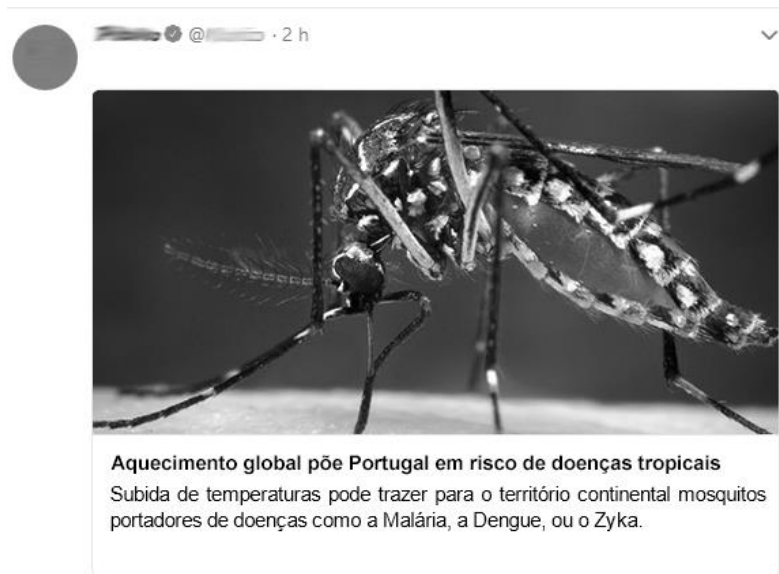 @ · 2 h
Aquecimento global põe Portugal em risco de doenças tropicais
Subida de temperaturas pode trazer para o território continental mosquitos
portadores de doenças como a Malária, a Dengue, ou o Zyka.